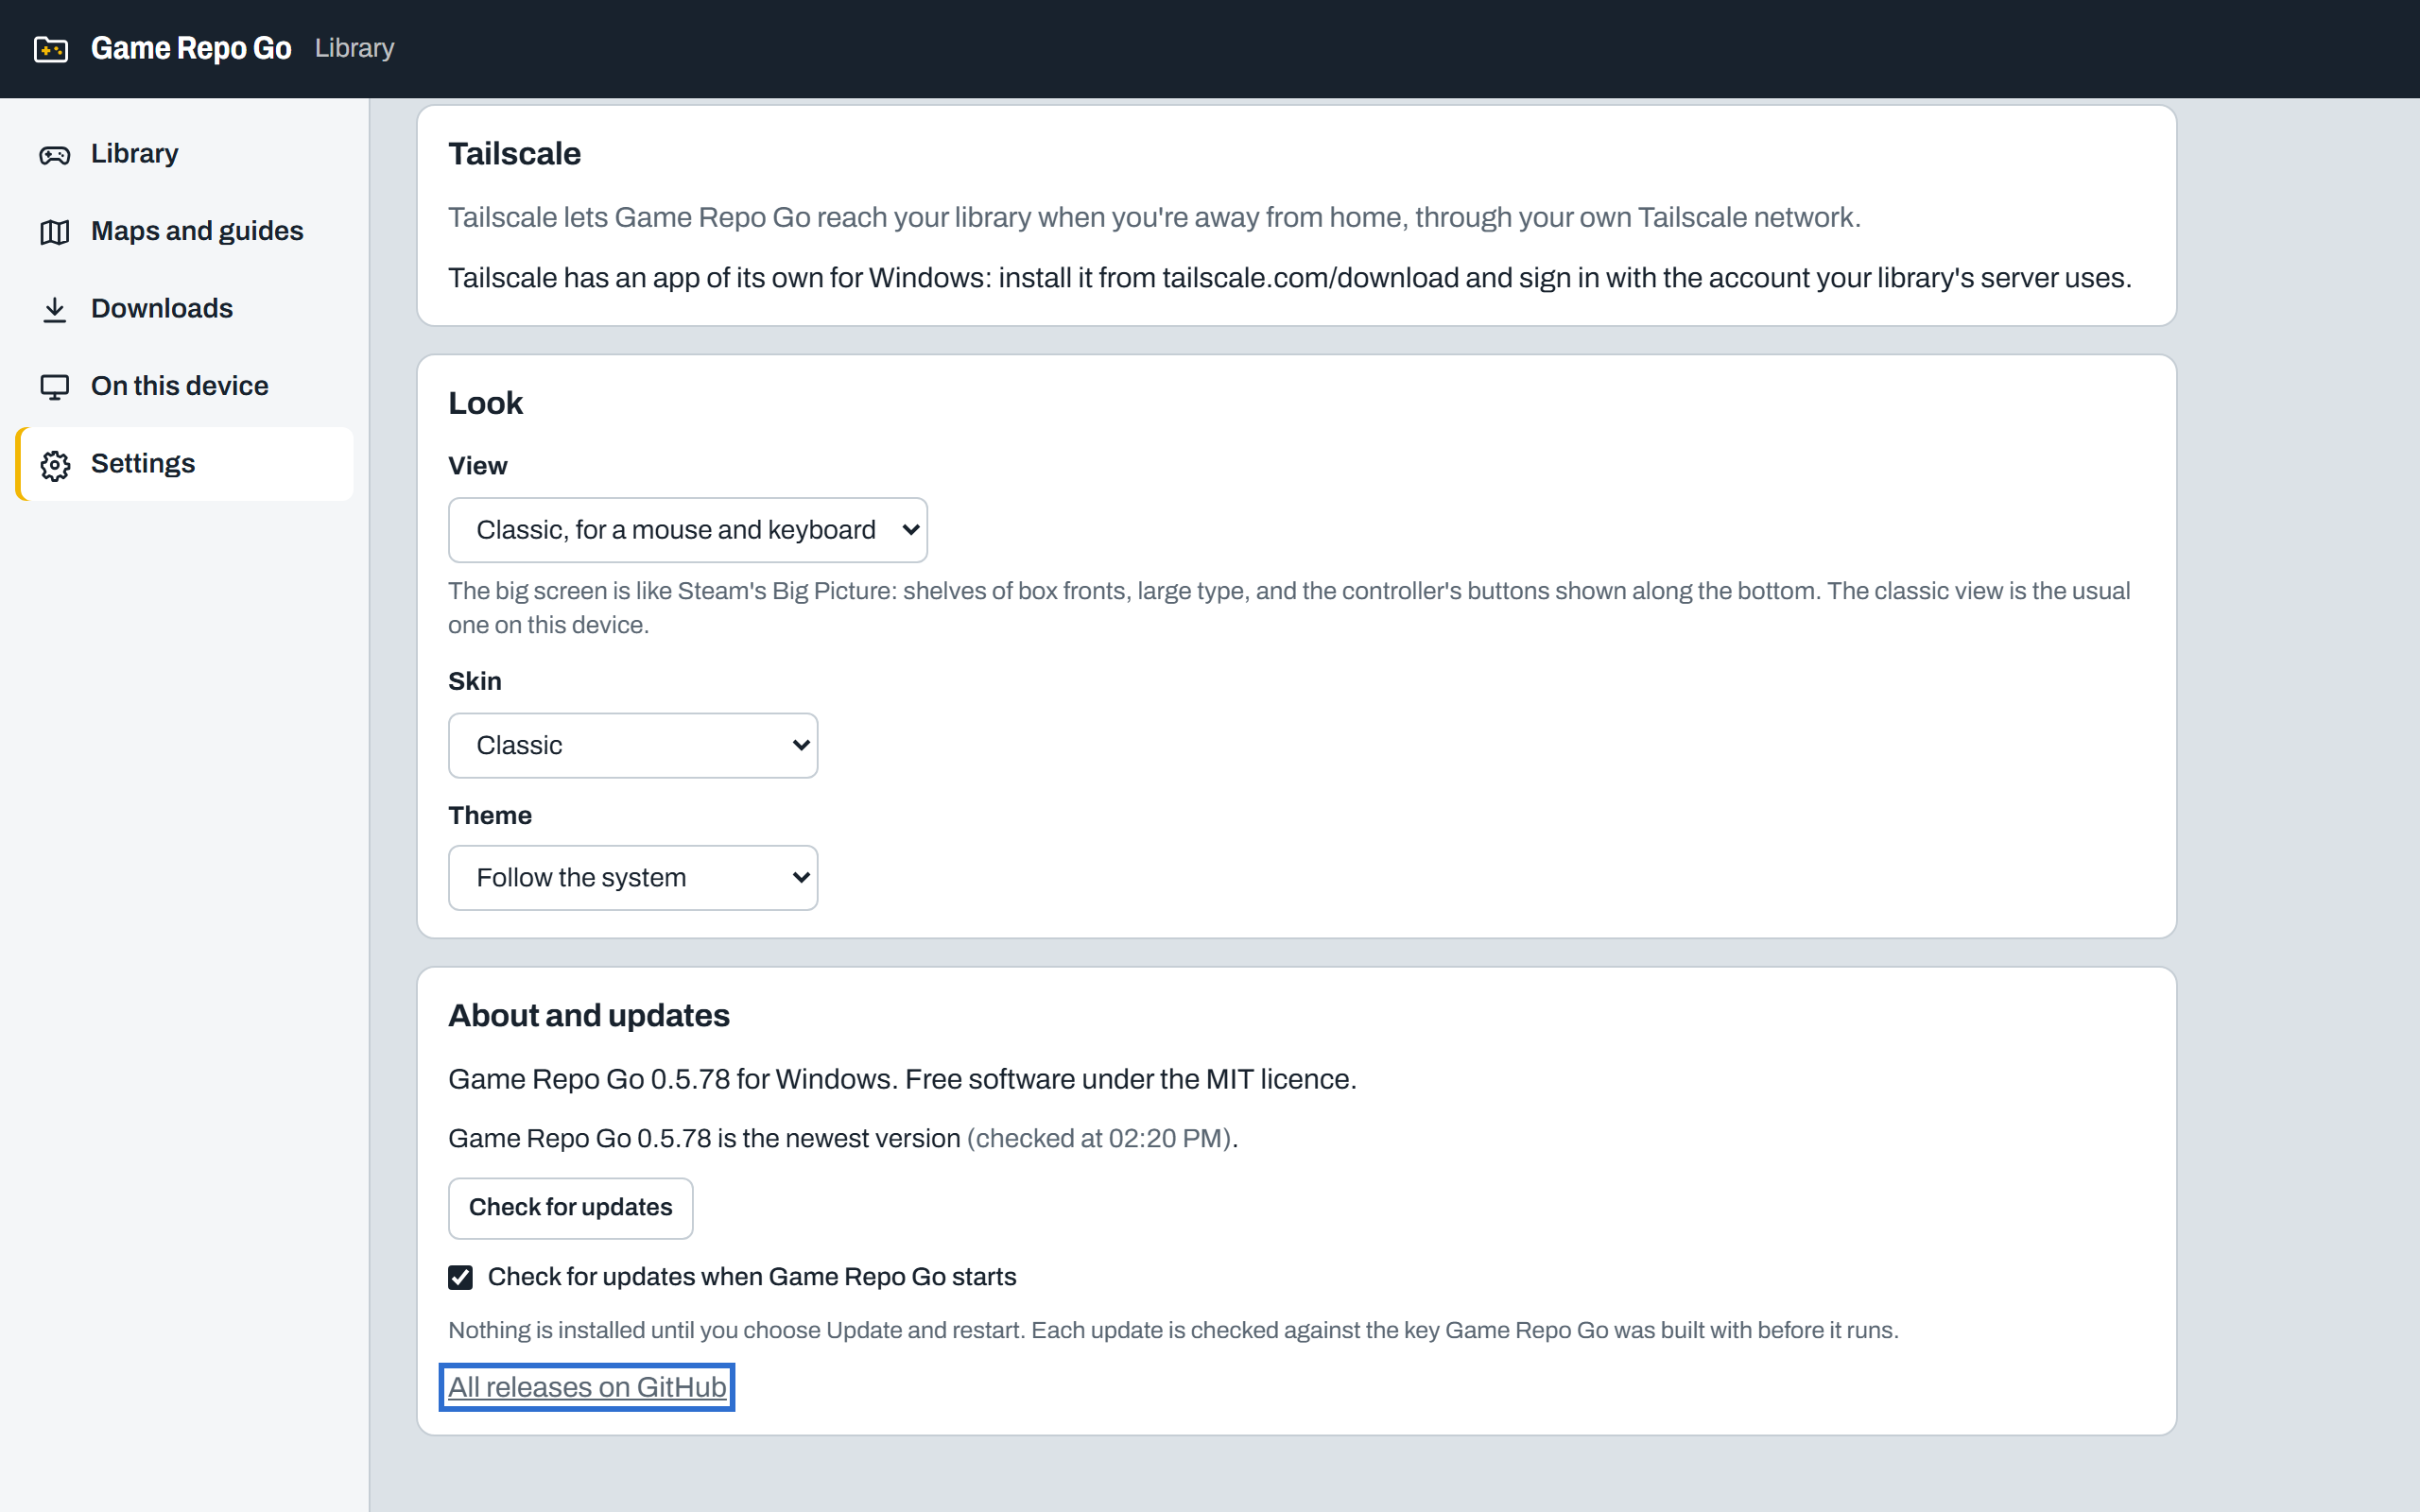 Game Repo Go Library
Library
Maps and guides
Downloads
On this device
Settings
Tailscale
Tailscale lets Game Repo Go reach your library when you're away from home, through your own Tailscale network.
Tailscale has an app of its own for Windows: install it from tailscale.com/download and sign in with the account your library's server uses.
Look
View
Classic, for a mouse and keyboard
The big screen is like Steam's Big Picture: shelves of box fronts, large type, and the controller's buttons shown along the bottom. The classic view is the usual
one on this device.
Skin
Classic
Theme
Follow the system
About and updates
Game Repo Go 0.5.78 for Windows. Free software under the MIT licence.
Game Repo Go 0.5.78 is the newest version (checked at 02:20 PM).
Check for updates
Check for updates when Game Repo Go starts
Nothing is installed until you choose Update and restart. Each update is checked against the key Game Repo Go was built with before it runs.
All releases on GitHub